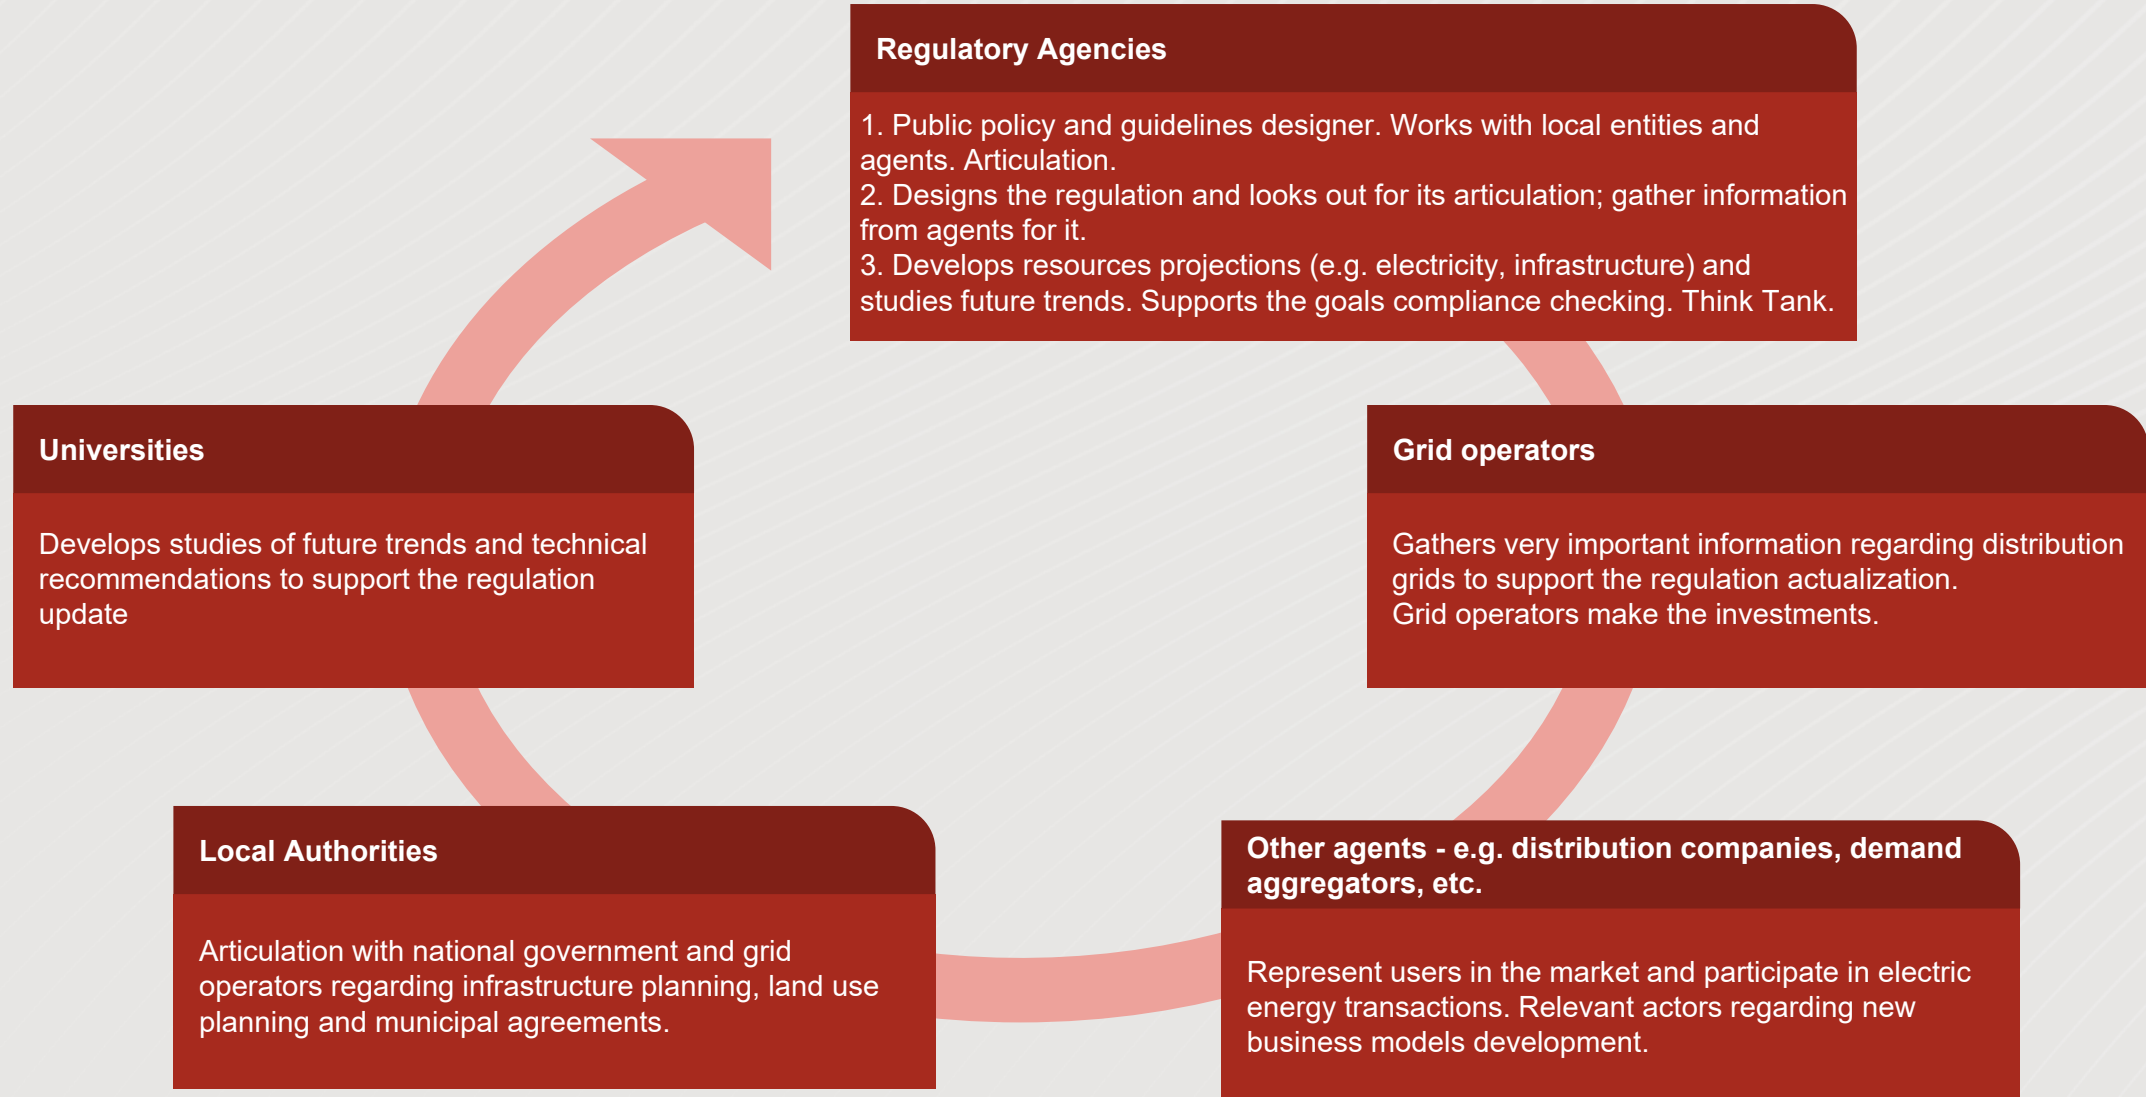 Regulatory Agencies
1. Public policy and guidelines designer. Works with local entities and
agents. Articulation.
2. Designs the regulation and looks out for its articulation; gather information
from agents for it.
3. Develops resources projections (e.g. electricity, infrastructure) and
studies future trends. Supports the goals compliance checking. Think Tank.
Grid operators
Gathers very important information regarding distribution
grids to support the regulation actualization.
Grid operators make the investments.
Other agents - e.g. distribution companies, demand
aggregators, etc.
Represent users in the market and participate in electric
energy transactions. Relevant actors regarding new
business models development.
Local Authorities
Articulation with national government and grid
operators regarding infrastructure planning, land use
planning and municipal agreements.
Universities
Develops studies of future trends and technical
recommendations to support the regulation
update